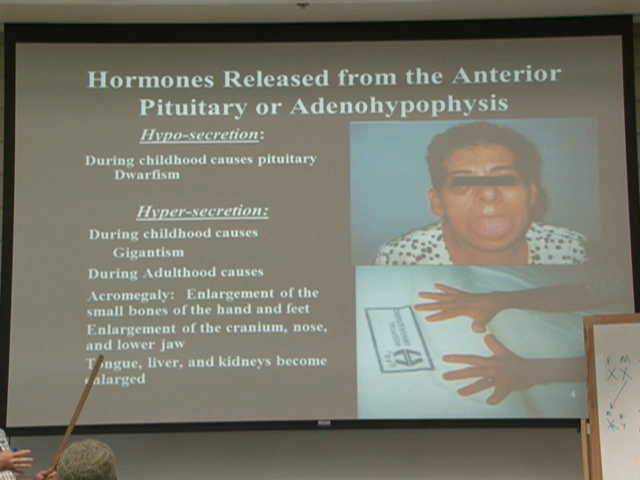 Hormones Released from the Anterior
Pituitary or Adenohypophysis
Hypo-secretion:
During childhood causes pituitary
Dwarfism
Hyper-secretion:
During childhood causes
Gigantism
During Adulthood causes
Acromegaly: Enlargement of the
small bones of the hand and feet
Enlargement of the cranium, nose,
and lower jaw
Tongue, liver, and kidneys become
enlarged
4
F M
X X